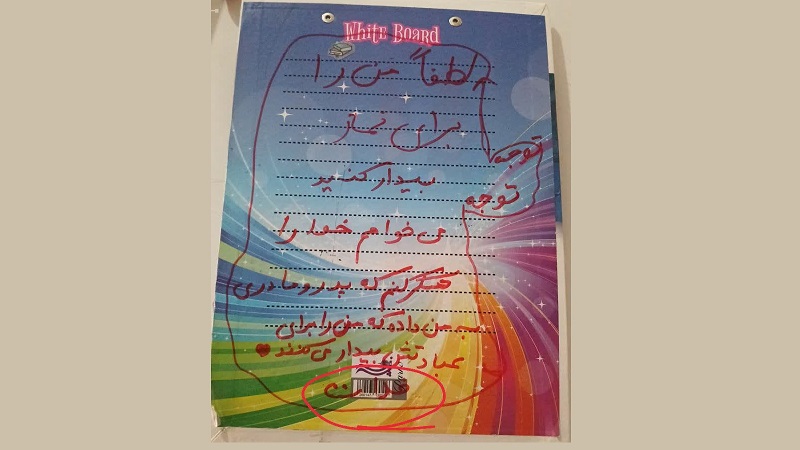 White Board
لطفاً من را
برای نماز
بیدار کنید
توجه
توجه
می خواهم خدا را
شکر کنم که پدر و مادری
به من داده که من را برای
عبادتش بیدار می کنند